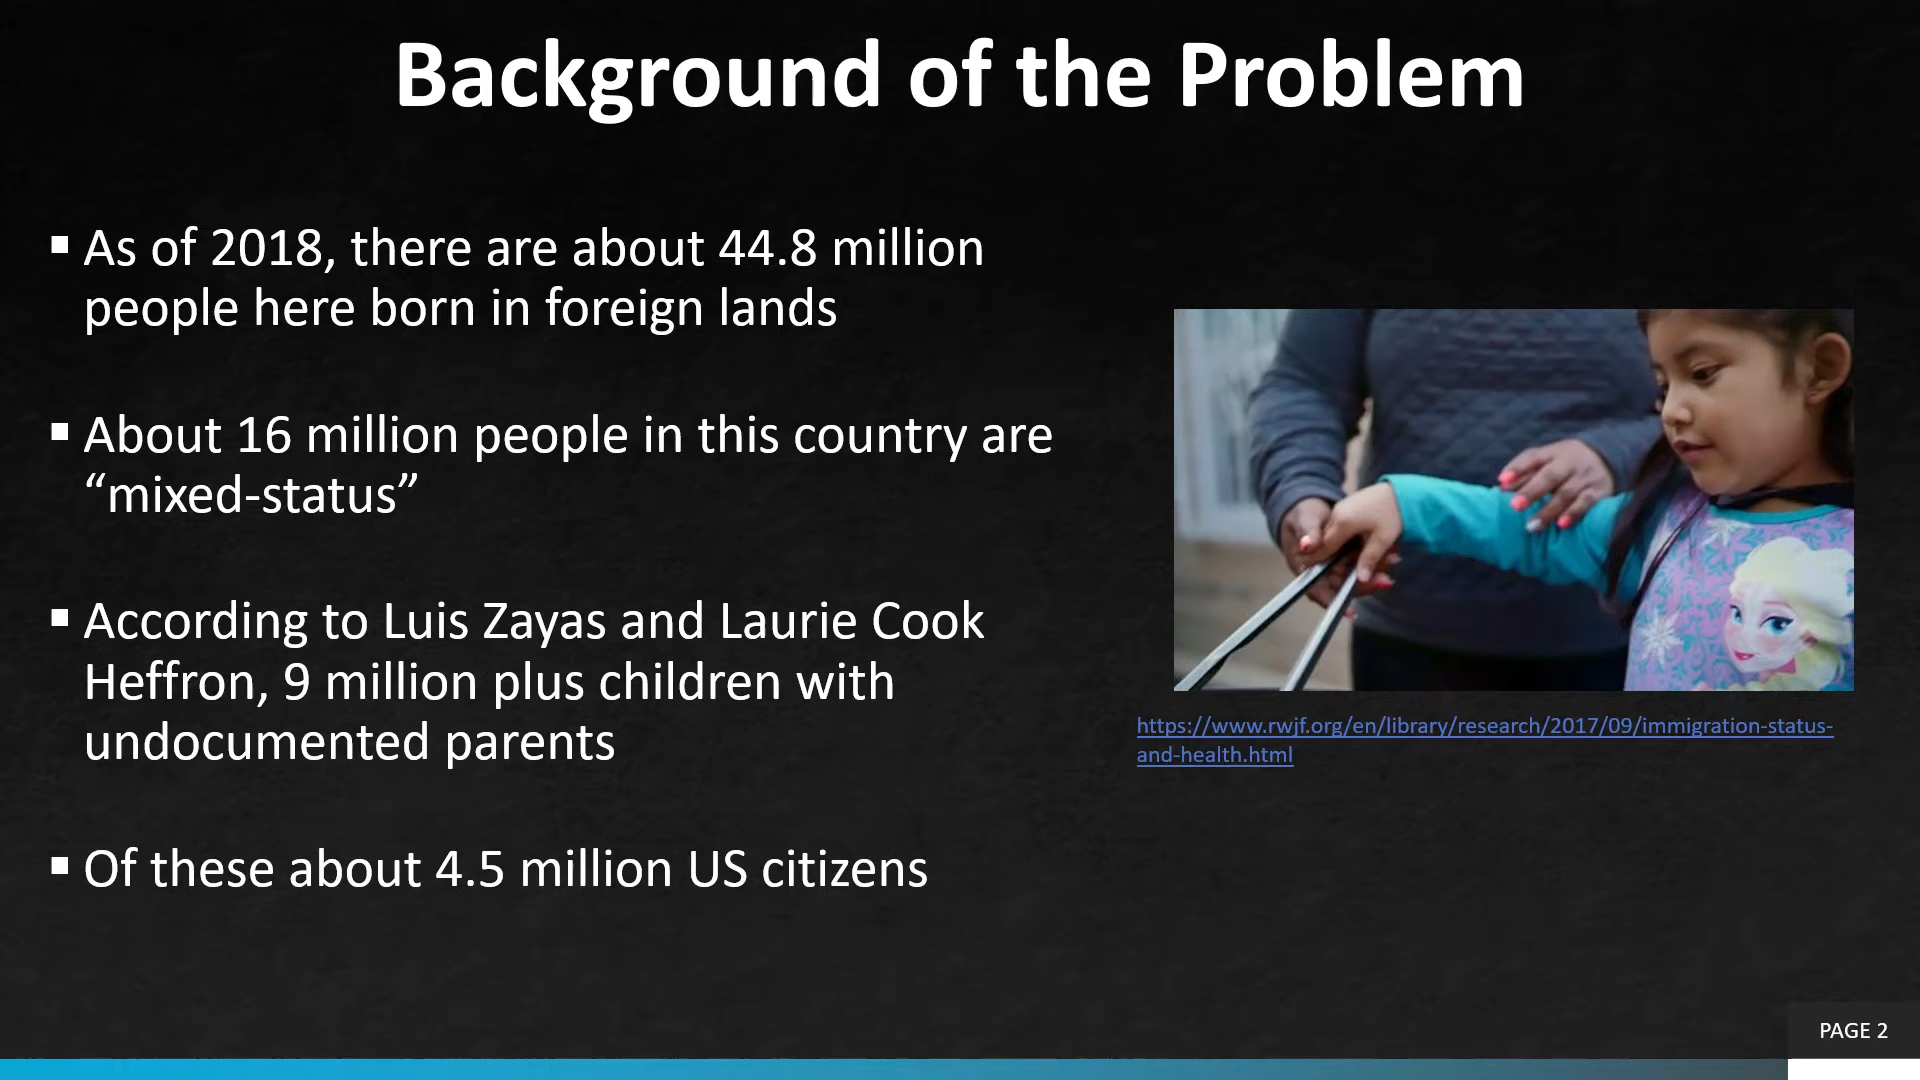 Background of the Problem
▪ As of 2018, there are about 44.8 million
people here born in foreign lands
▪ About 16 million people in this country are
“mixed-status”
▪ According to Luis Zayas and Laurie Cook
Heffron, 9 million plus children with
undocumented parents
▪ Of these about 4.5 million US citizens
https://www.rwjf.org/en/library/research/2017/09/immigration-status-
and-health.html
PAGE 2